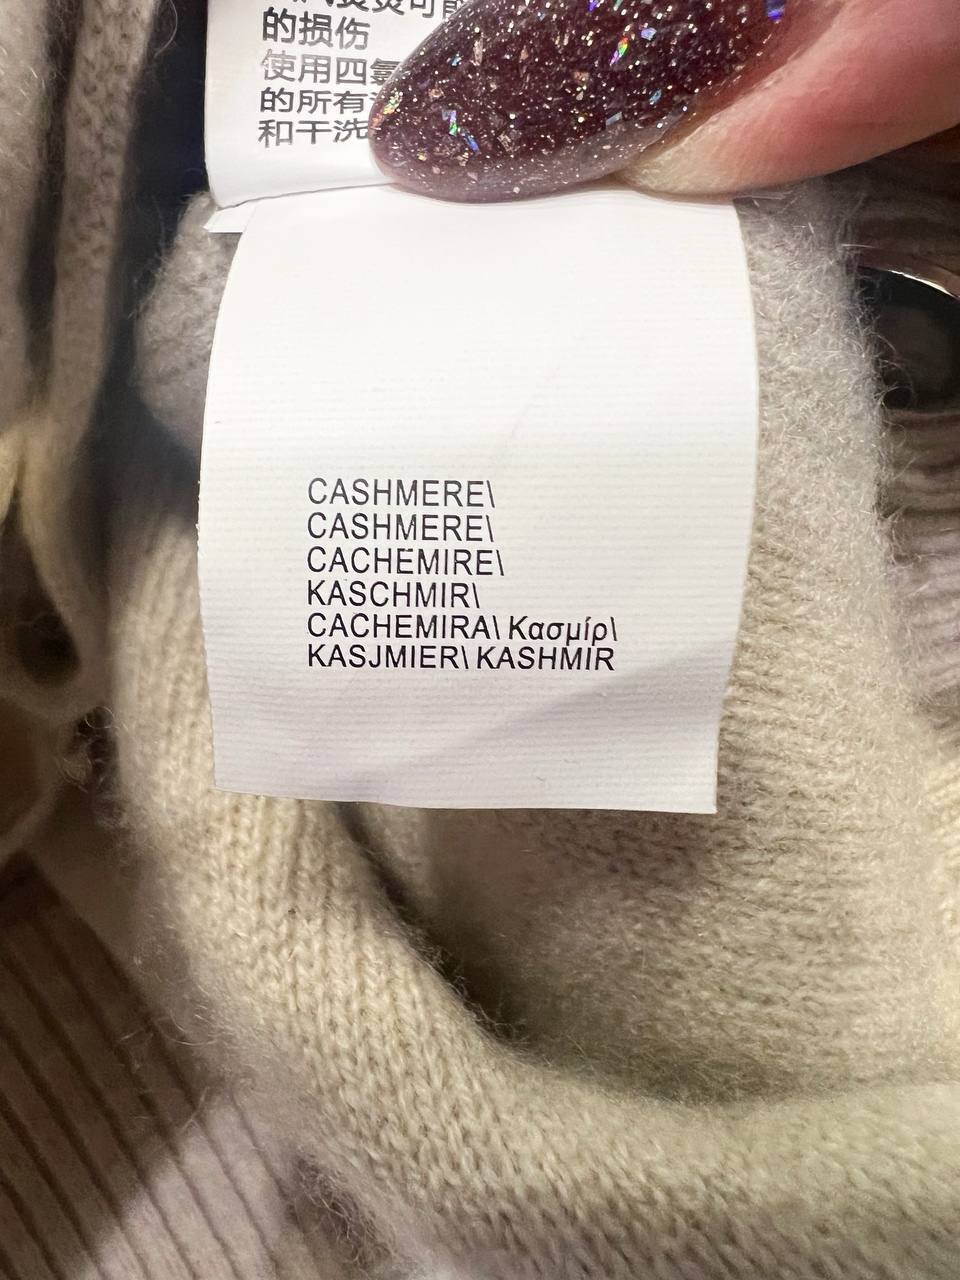 的损伤
使用四氯
的所有
和干洗
CASHMERE\
CASHMERE\
CACHEMIRE\
KASCHMIR\
CACHEMIRA\ Κασμίρ\
KASJMIER\ KASHMIR